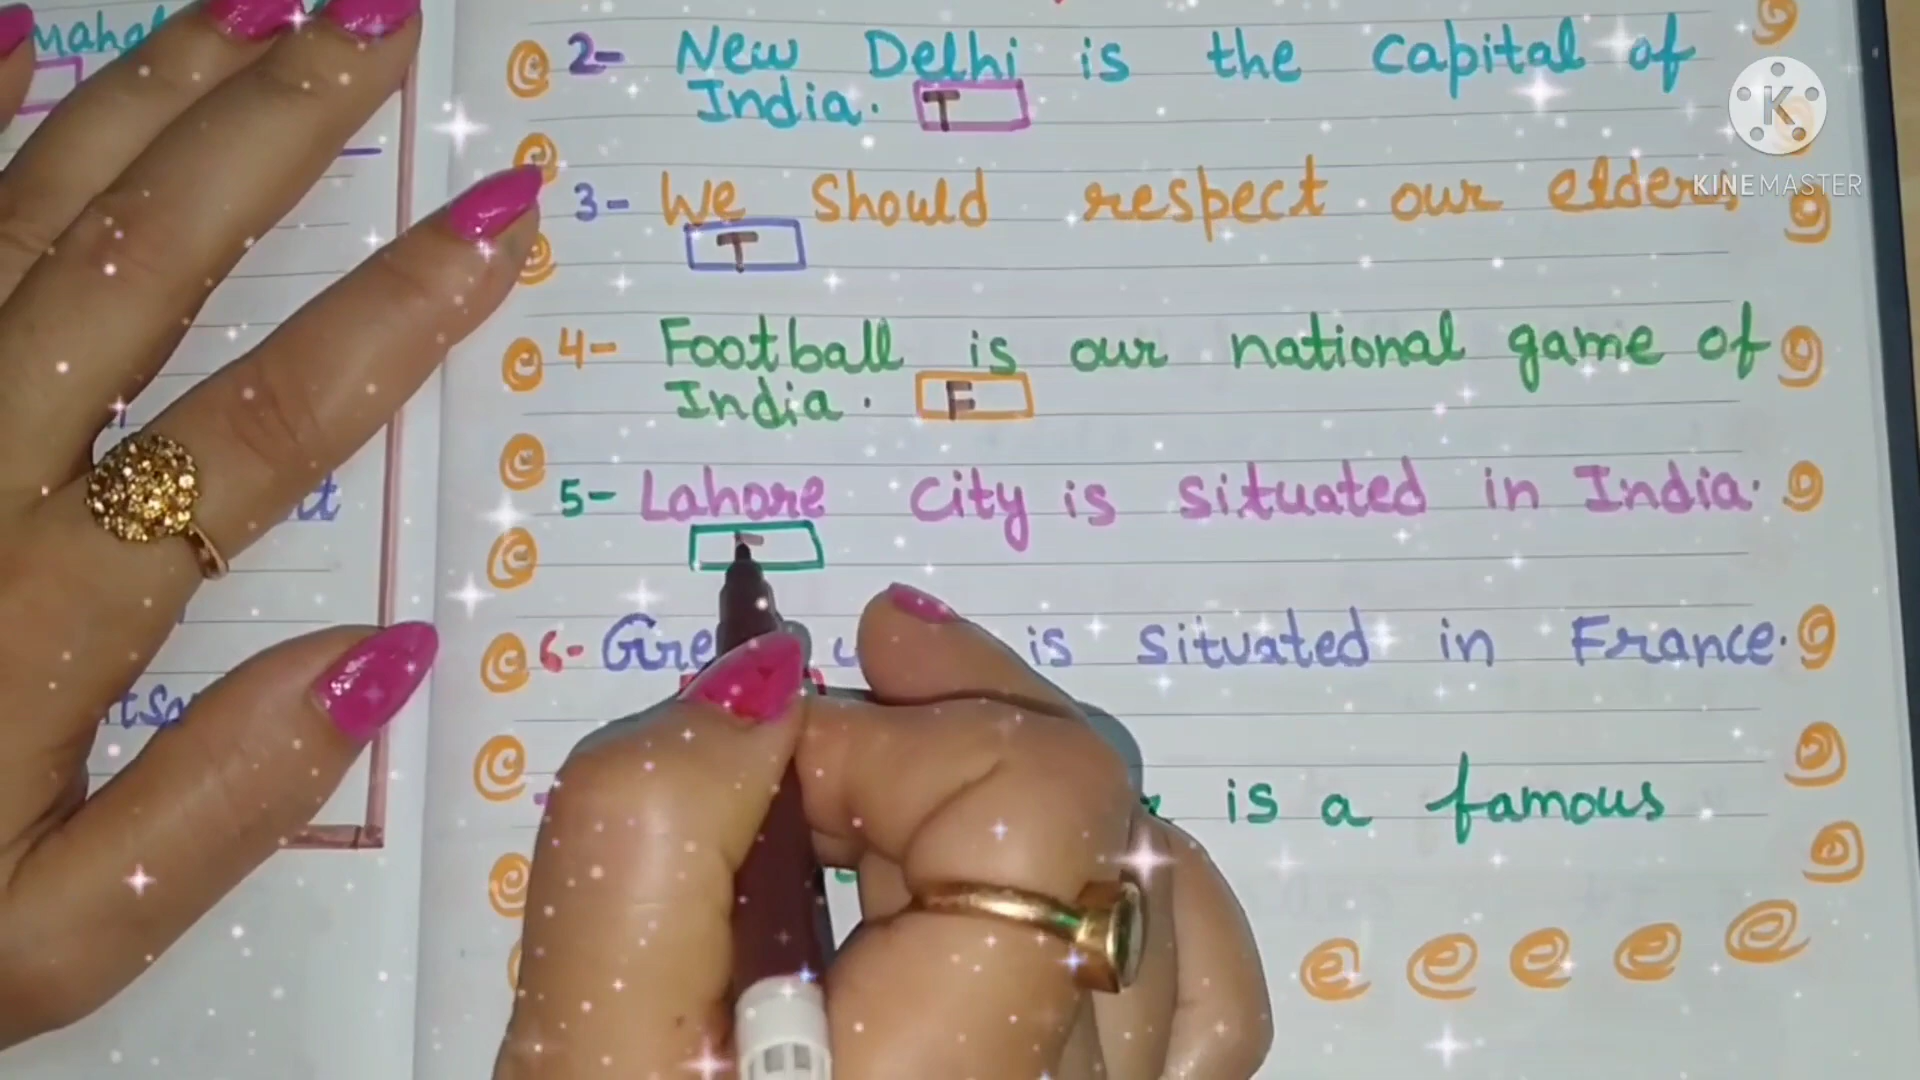 Mahal
2- New Delhi is the capital of
India. T
3- We should respect our elders
T
4- Football is our national game of
India. F
5- Lahore City is situated in India.
6- is situated in France.
is a famous
K
KINEMASTER